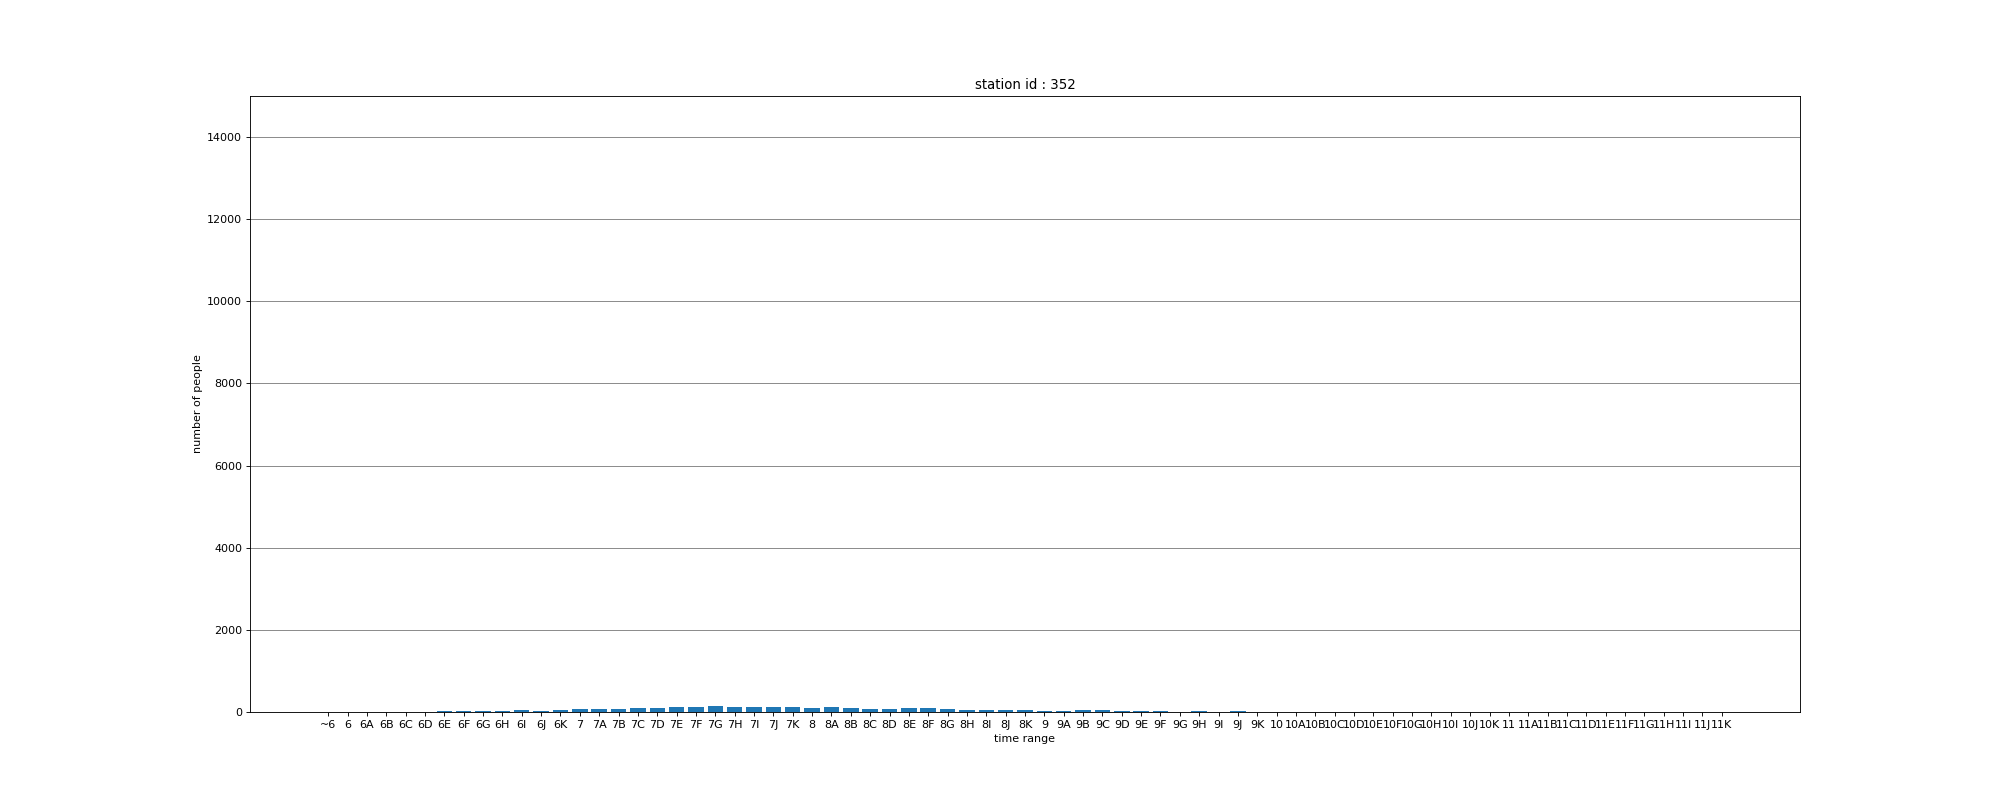 station id : 352
14000
12000
10000
8000
6000
4000
2000
0
number of people
~6 6 6A 6B 6C 6D 6E 6F 6G 6H 6I 6J 6K 7 7A 7B 7C 7D 7E 7F 7G 7H 7I 7J 7K 8 8A 8B 8C 8D 8E 8F 8G 8H 8I 8J 8K 9 9A 9B 9C 9D 9E 9F 9G 9H 9I 9J 9K 10 10A 10B 10C 10D 10E 10F 10G 10H 10I 10J 10K 11 11A 11B 11C 11D 11E 11F 11G 11H 11I 11J 11K
time range